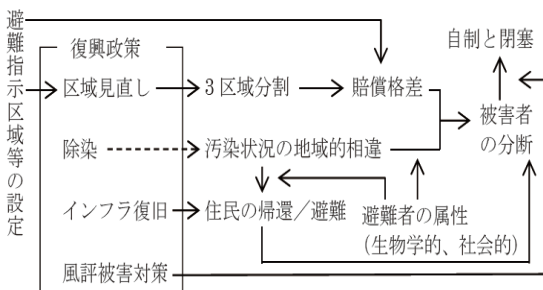 避難指示区域等の設定
復興政策
区域見直し
3区域分割
賠償格差
自制と閉塞
被害者
の分断
除染
汚染状況の地域的相違
インフラ復旧
住民の帰還／避難
避難者の属性
(生物学的、社会的)
風評被害対策